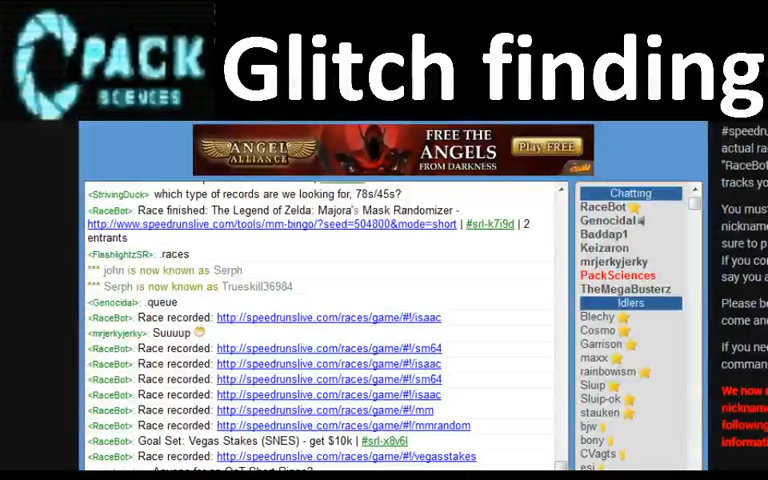 PACK
SCIENCES
Glitch finding
ANGEL
ALLIANCE
FREE THE
ANGELS
FROM DARKNESS
Play FREE
<StrivingDuck> which type of records are we looking for, 78s/45s?
<RaceBot> Race finished: The Legend of Zelda: Majora's Mask Randomizer -
http://www.speedrunslive.com/tools/mm-bingo/?seed=504800&mode=short | #srl-k7i9d | 2
entrants
<FlashlightzSR> .races
*** john is now known as Serph
*** Serph is now known as Trueskill36984
<Genocidal> .queue
<RaceBot> Race recorded: http://speedrunslive.com/races/game/#!/isaac
<mrjerkyjerky> Suuuup
<RaceBot> Race recorded: http://speedrunslive.com/races/game/#!/sm64
<RaceBot> Race recorded: http://speedrunslive.com/races/game/#!/isaac
<RaceBot> Race recorded: http://speedrunslive.com/races/game/#!/sm64
<RaceBot> Race recorded: http://speedrunslive.com/races/game/#!/isaac
<RaceBot> Race recorded: http://speedrunslive.com/races/game/#!/mm
<RaceBot> Race recorded: http://speedrunslive.com/races/game/#!/mmrandom
<RaceBot> Goal Set: Vegas Stakes (SNES) - get $10k | #srl-x8v6l
<RaceBot> Race recorded: http://speedrunslive.com/races/game/#!/vegasstakes
Chatting
RaceBot
Genocidal
Baddap1
Keizaron
mrjerkyjerky
PackSciences
TheMegaBusterz
Idlers
Blechy
Cosmo
Garrison
maxx
rainbowism
Sluip
Sluip-ok
stauken
bjw
bony
CVagts
esi
#speedru
actual ra
"RaceBo
tracks yo
You must
nickname
sure to p
If you co
say you a
Please b
come an
If you ne
comman
We now r
nickname
following
informati